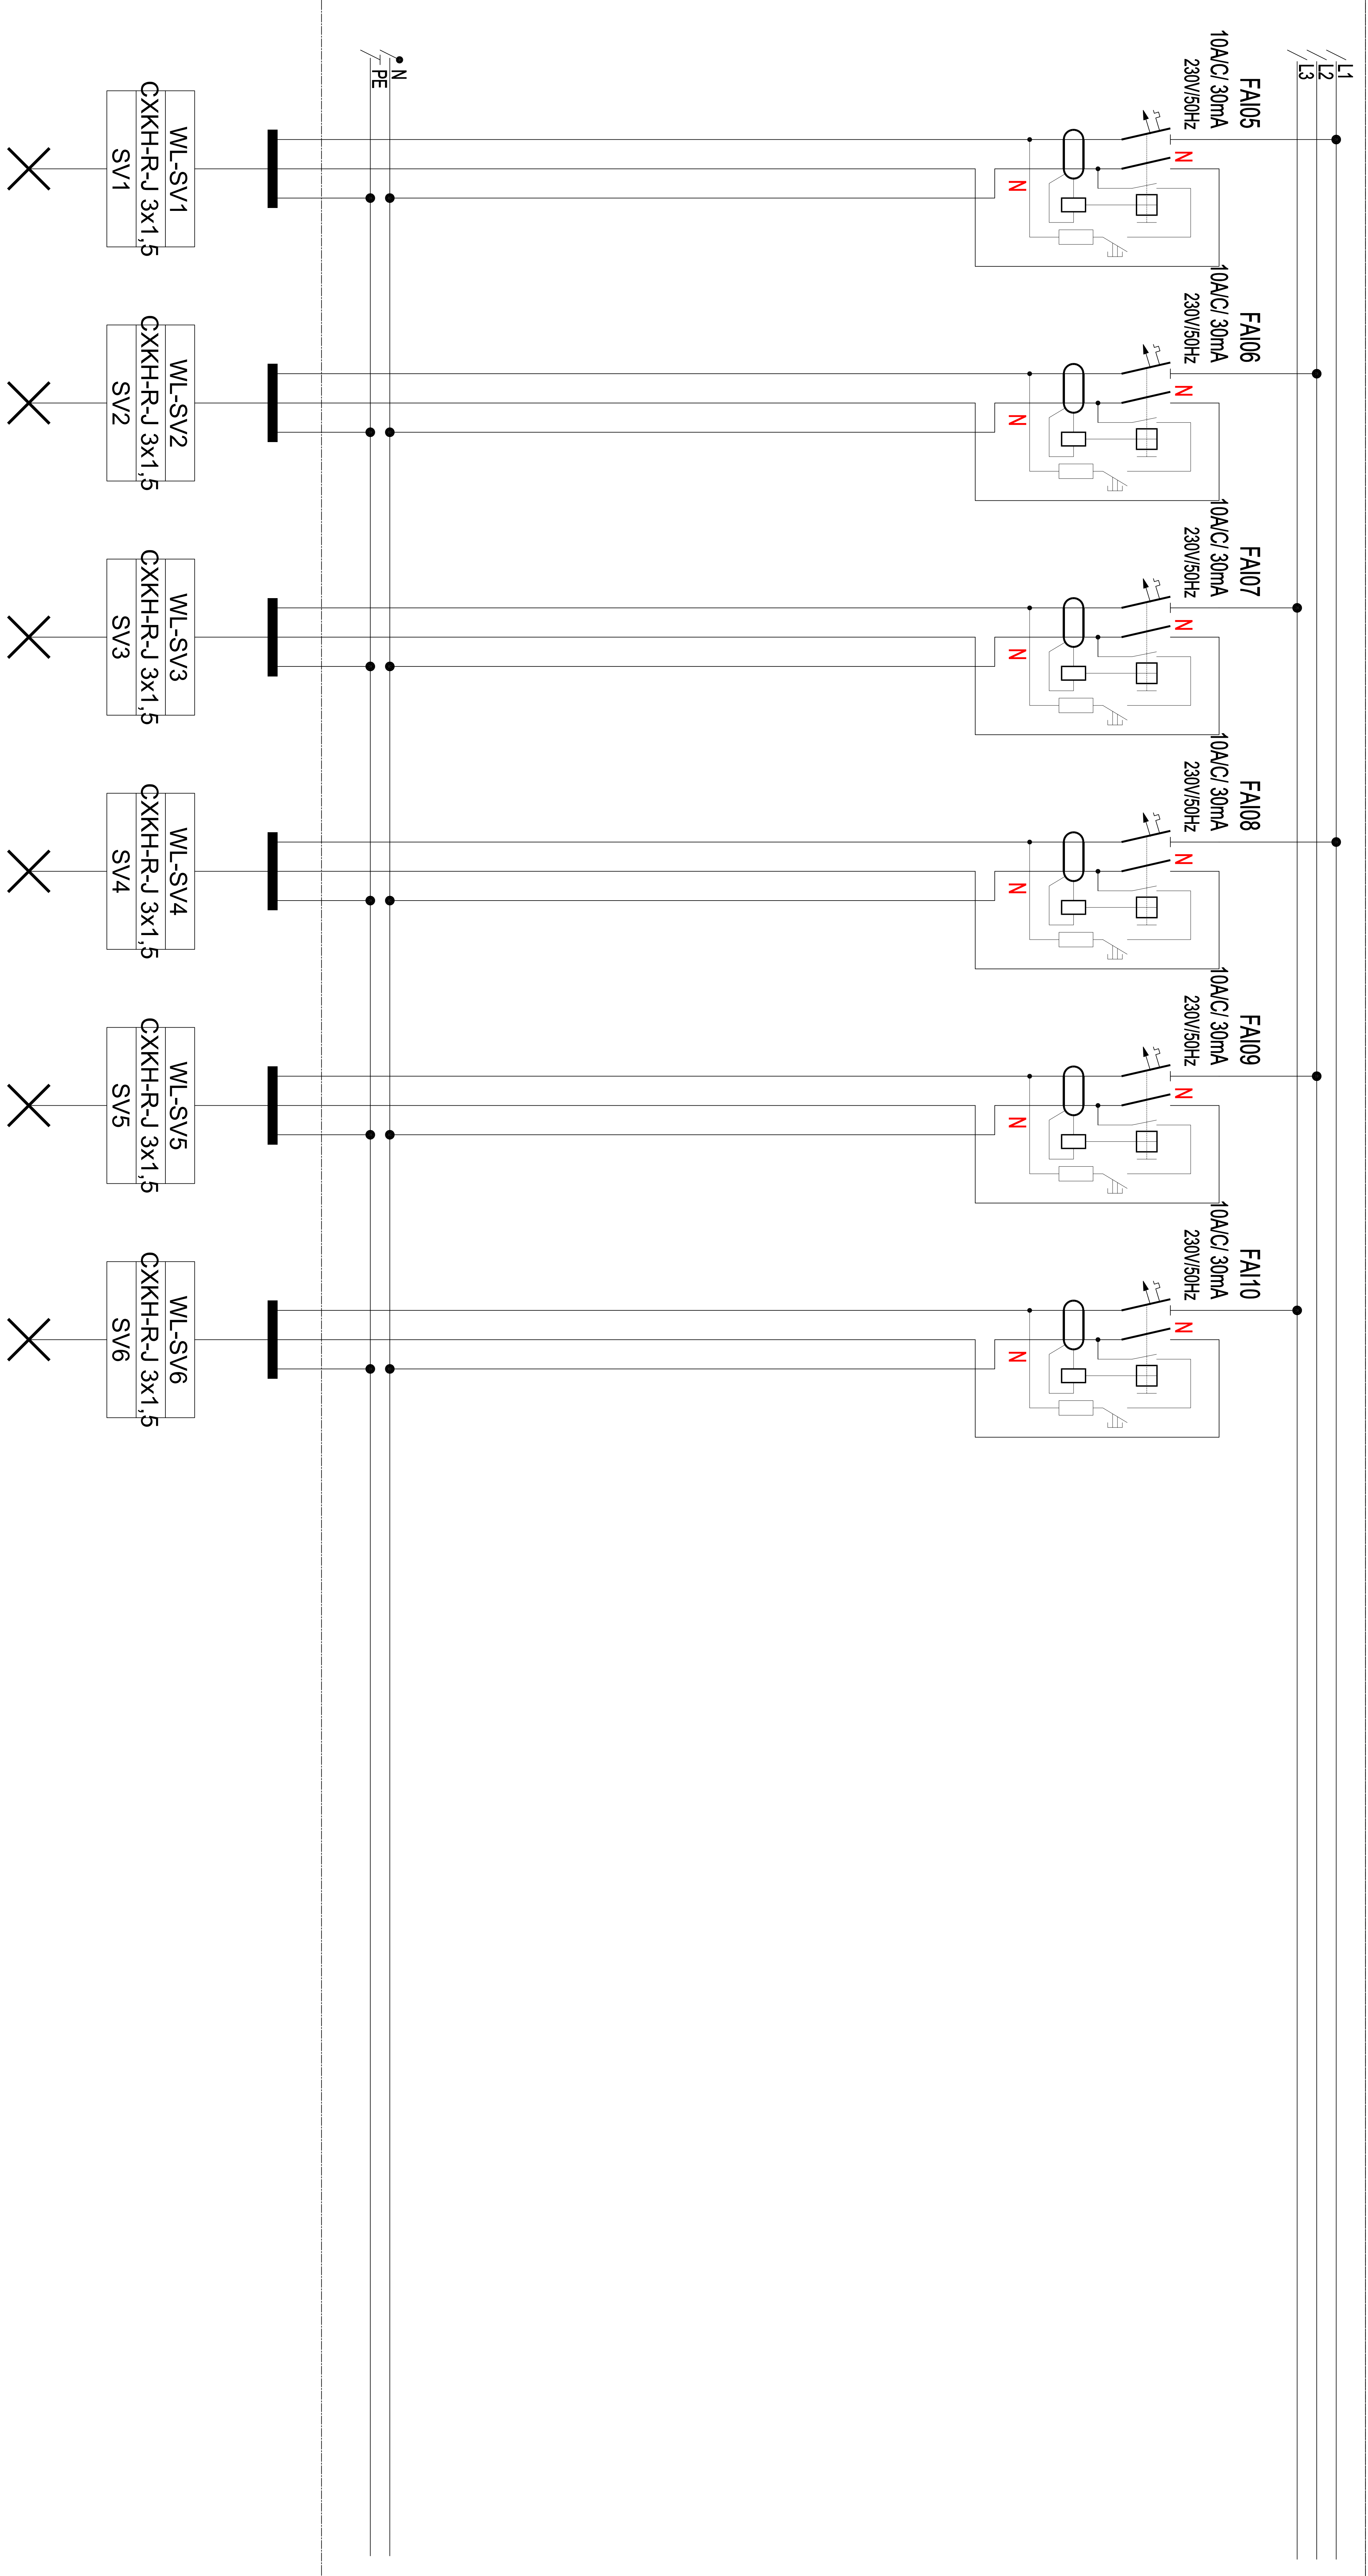 L1
L2
L3
FAI05
10A/C/ 30mA
230V/50Hz
N
N
FAI06
10A/C/ 30mA
230V/50Hz
N
N
FAI07
10A/C/ 30mA
230V/50Hz
N
N
FAI08
10A/C/ 30mA
230V/50Hz
N
N
FAI09
10A/C/ 30mA
230V/50Hz
N
N
FAI10
10A/C/ 30mA
230V/50Hz
N
N
N
PE
WL-SV1
CXKH-R-J 3x1,5
SV1
WL-SV2
CXKH-R-J 3x1,5
SV2
WL-SV3
CXKH-R-J 3x1,5
SV3
WL-SV4
CXKH-R-J 3x1,5
SV4
WL-SV5
CXKH-R-J 3x1,5
SV5
WL-SV6
CXKH-R-J 3x1,5
SV6